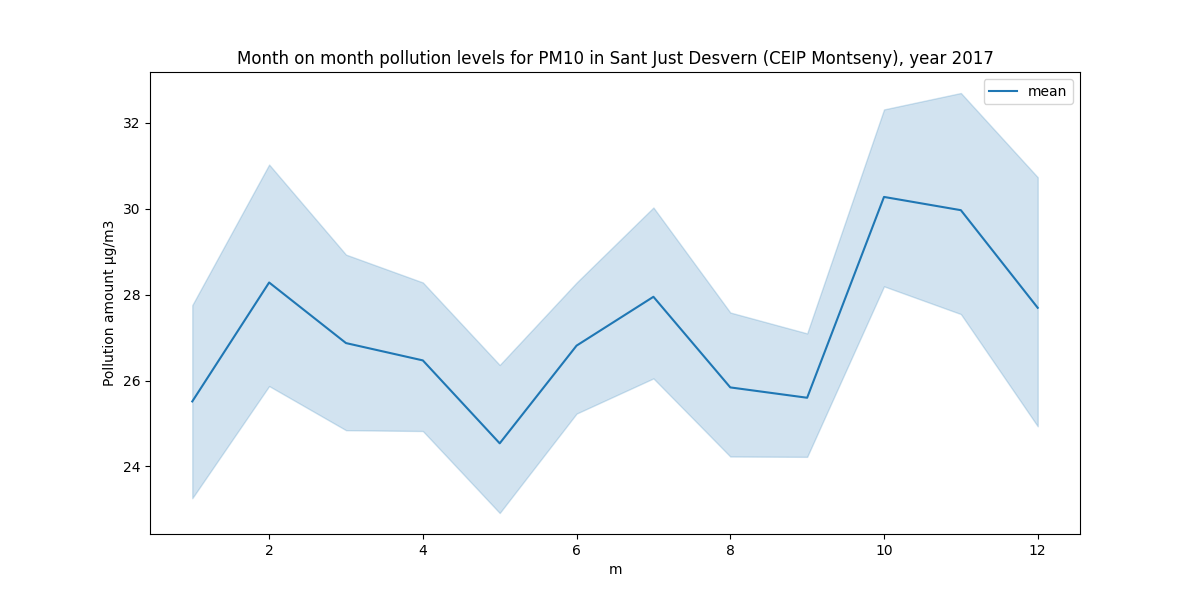 Month on month pollution levels for PM10 in Sant Just Desvern (CEIP Montseny), year 2017
mean
Pollution amount µg/m3
32
30
28
26
24
2 4 6 8 10 12
m